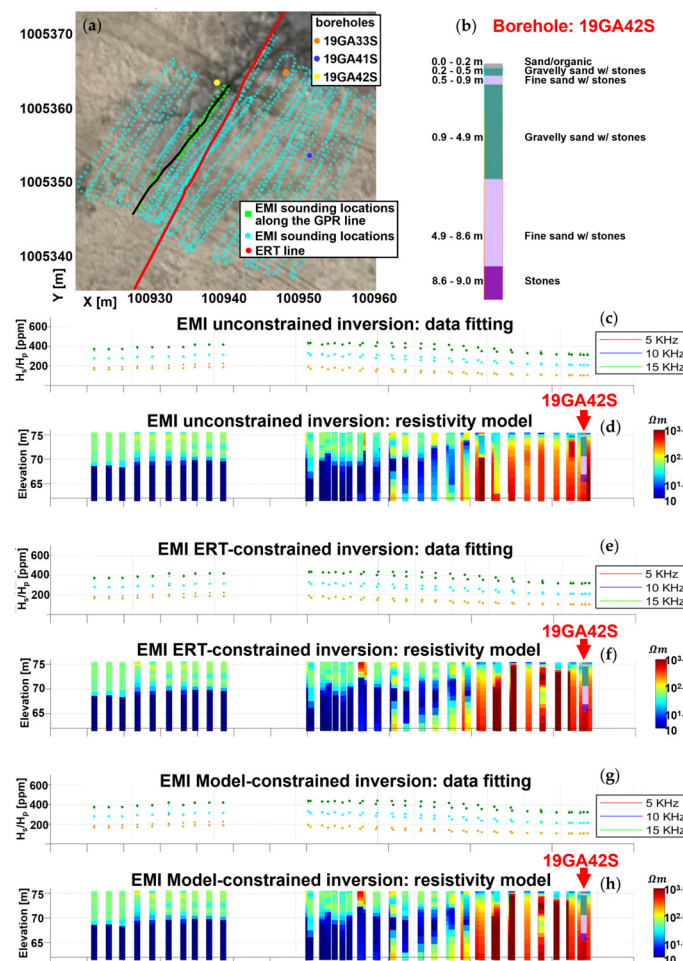 (a)
boreholes
19GA33S
19GA41S
19GA42S
1005370
1005360
1005350
1005340
Y [m]
X [m]
100930
100940
100950
100960
EMI sounding locations
along the GPR line
EMI sounding locations
ERT line
(b)
Borehole: 19GA42S
0.0 - 0.2 m Sand/organic
0.2 - 0.5 m Gravelly sand w/ stones
0.5 - 0.9 m Fine sand w/ stones
0.9 - 4.9 m Gravelly sand w/ stones
4.9 - 8.6 m Fine sand w/ stones
8.6 - 9.0 m Stones
(c)
EMI unconstrained inversion: data fitting
Hs/Hp [ppm]
600
400
200
5 KHz
10 KHz
15 KHz
19GA42S
EMI unconstrained inversion: resistivity model
(d)
Elevation [m]
75
70
65
Ωm
(e)
EMI ERT-constrained inversion: data fitting
Hs/Hp [ppm]
600
400
200
5 KHz
10 KHz
15 KHz
19GA42S
EMI ERT-constrained inversion: resistivity model
(f)
Elevation [m]
75
70
65
Ωm
(g)
EMI Model-constrained inversion: data fitting
Hs/Hp [ppm]
600
400
200
5 KHz
10 KHz
15 KHz
19GA42S
EMI Model-constrained inversion: resistivity model
(h)
Elevation [m]
75
70
65
Ωm